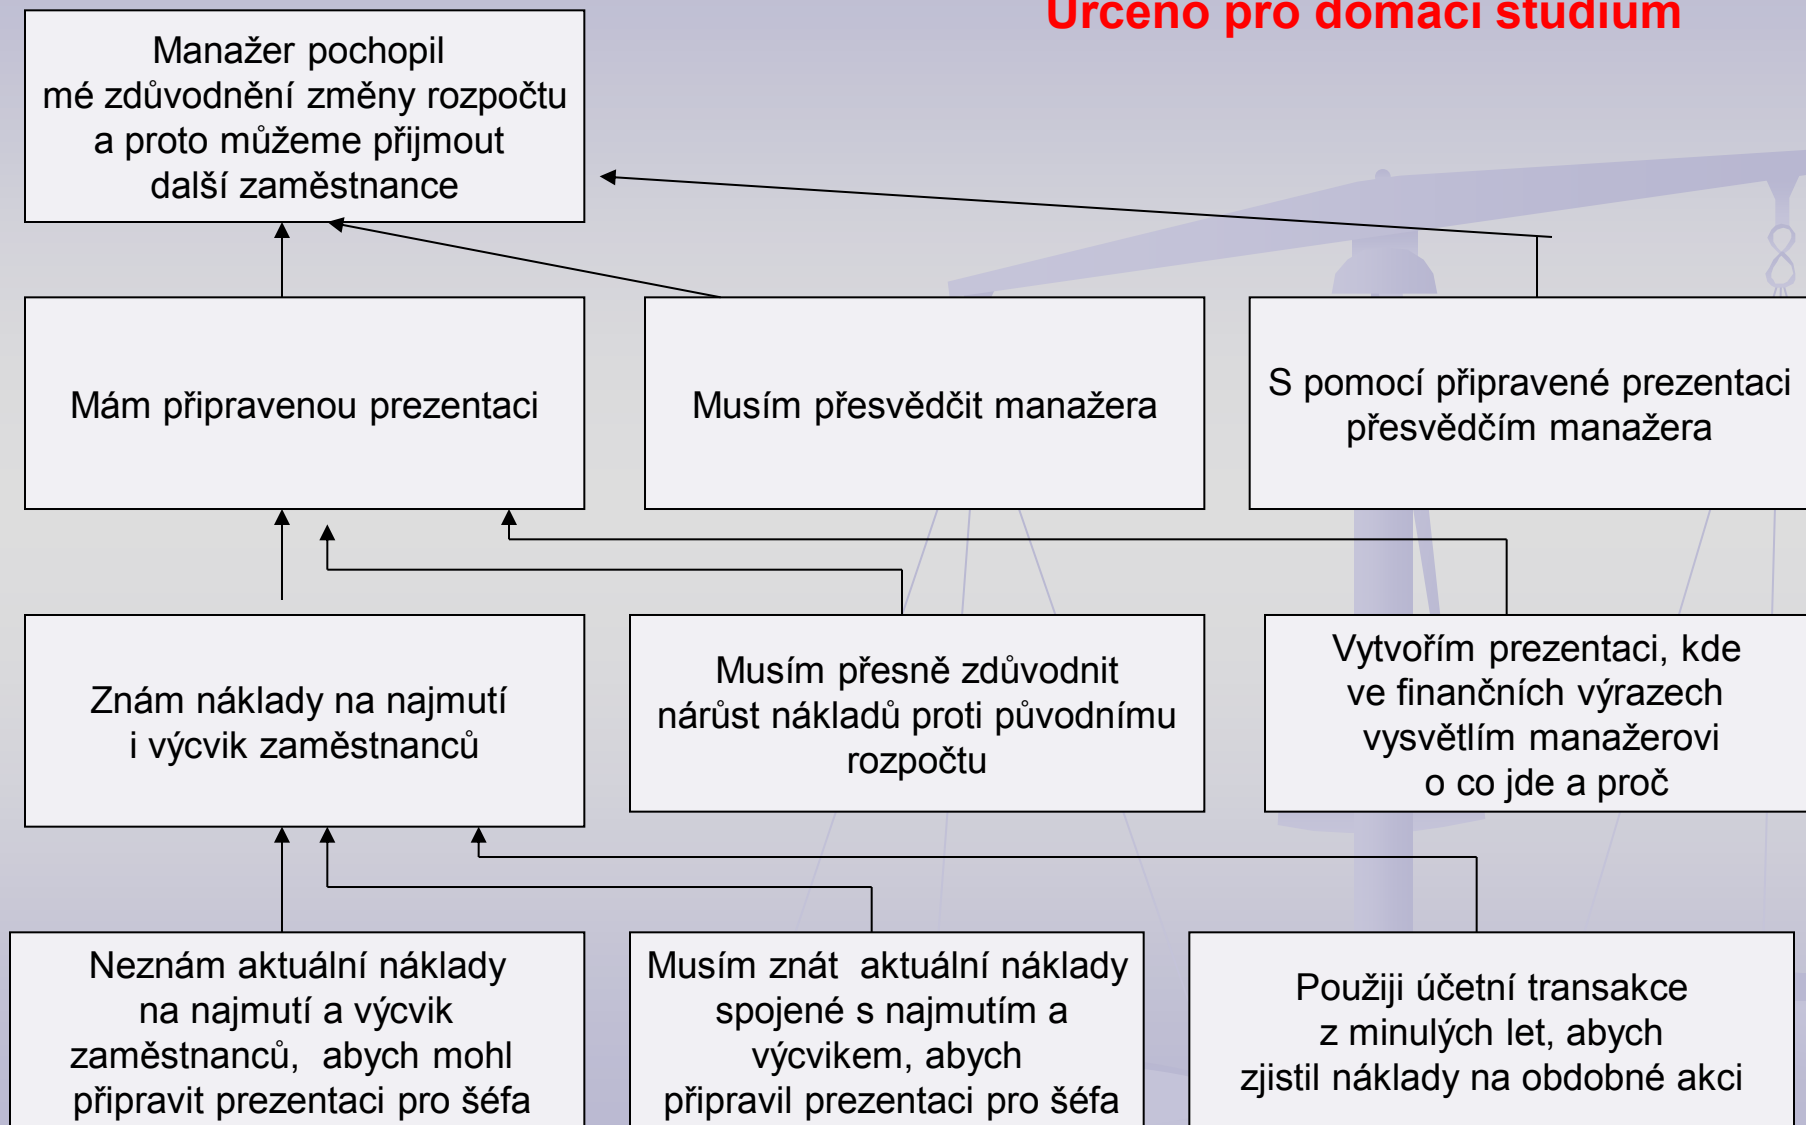 Určeno pro domácí studium
Manažer pochopil
mé zdůvodnění změny rozpočtu
a proto můžeme přijmout
další zaměstnance
Mám připravenou prezentaci
Musím přesvědčit manažera
S pomocí připravené prezentaci
přesvědčím manažera
Znám náklady na najmutí
i výcvik zaměstnanců
Musím přesně zdůvodnit
nárůst nákladů proti původnímu
rozpočtu
Vytvořím prezentaci, kde
ve finančních výrazech
vysvětlím manažerovi
o co jde a proč
Neznám aktuální náklady
na najmutí a výcvik
zaměstnanců, abych mohl
připravit prezentaci pro šéfa
Musím znát aktuální náklady
spojené s najmutím a
výcvikem, abych
připravil prezentaci pro šéfa
Použiji účetní transakce
z minulých let, abych
zjistil náklady na obdobné akci